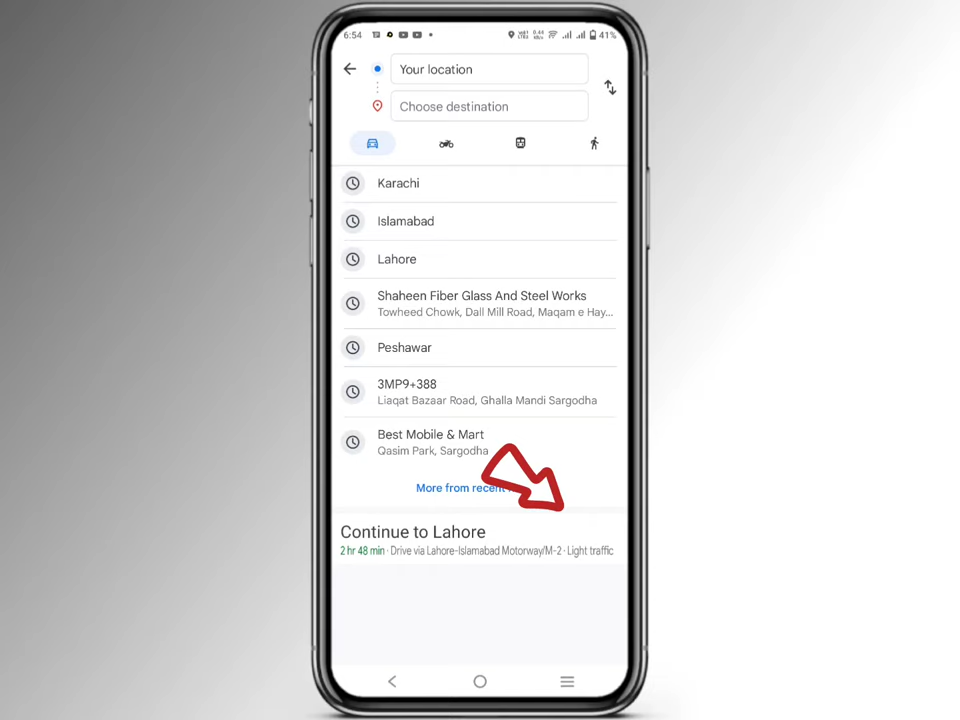 6:54
41%
Your location
Choose destination
Karachi
Islamabad
Lahore
Shaheen Fiber Glass And Steel Works
Towheed Chowk, Dall Mill Road, Maqam e Hay...
Peshawar
3MP9+388
Liaqat Bazaar Road, Ghalla Mandi Sargodha
Best Mobile & Mart
Qasim Park, Sargodha
More from recent
Continue to Lahore
2 hr 48 min · Drive via Lahore-Islamabad Motorway/M-2 · Light traffic